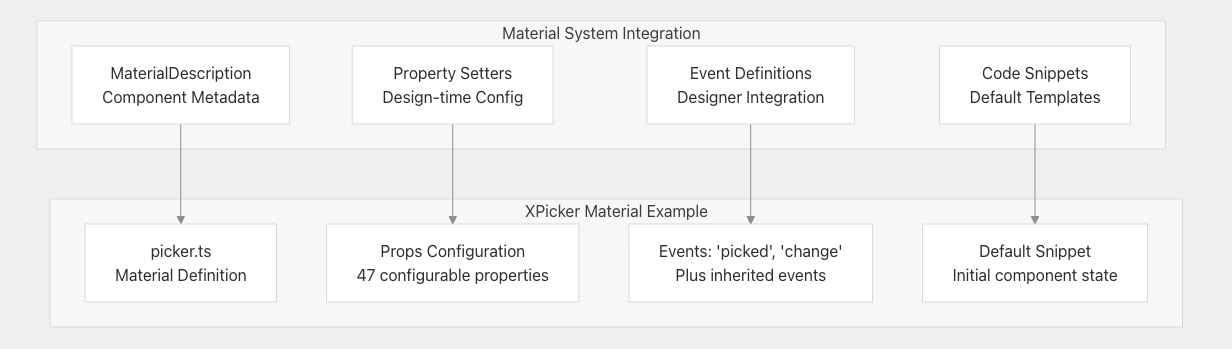 Material System Integration
MaterialDescription
Component Metadata
Property Setters
Design-time Config
Event Definitions
Designer Integration
Code Snippets
Default Templates
XPicker Material Example
picker.ts
Material Definition
Props Configuration
47 configurable properties
Events: 'picked', 'change'
Plus inherited events
Default Snippet
Initial component state